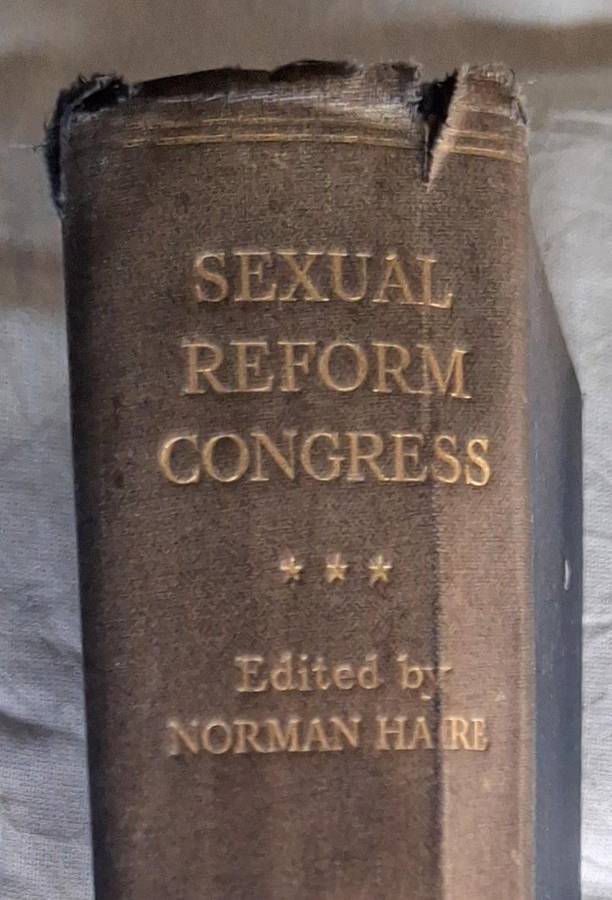 SEXUAL
REFORM
CONGRESS
★ ★ ★
Edited by
NORMAN HAIRE